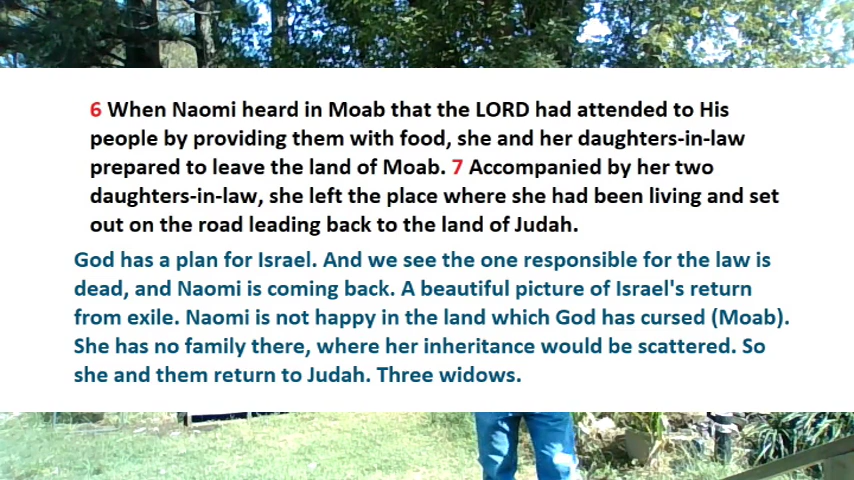 6 When Naomi heard in Moab that the LORD had attended to His
people by providing them with food, she and her daughters-in-law
prepared to leave the land of Moab. 7 Accompanied by her two
daughters-in-law, she left the place where she had been living and set
out on the road leading back to the land of Judah.
God has a plan for Israel. And we see the one responsible for the law is
dead, and Naomi is coming back. A beautiful picture of Israel's return
from exile. Naomi is not happy in the land which God has cursed (Moab).
She has no family there, where her inheritance would be scattered. So
she and them return to Judah. Three widows.